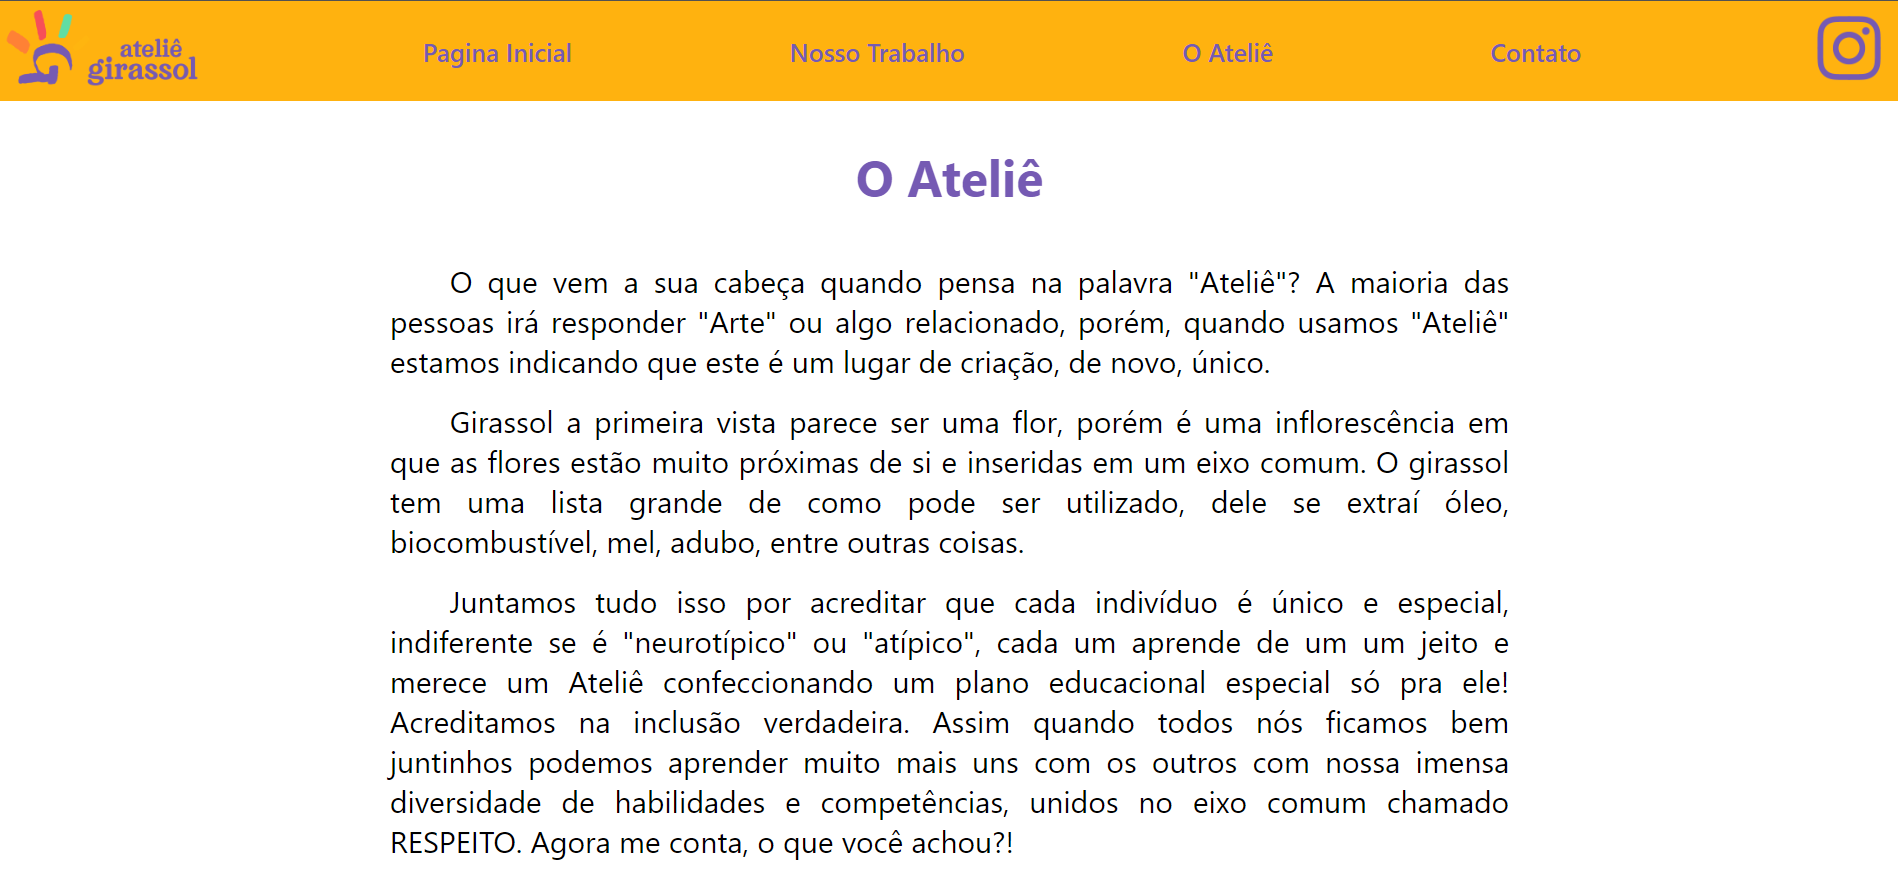 ateliê
girassol
Pagina Inicial
Nosso Trabalho
O Ateliê
Contato
O Ateliê
O que vem a sua cabeça quando pensa na palavra "Ateliê"? A maioria das
pessoas irá responder "Arte" ou algo relacionado, porém, quando usamos "Ateliê"
estamos indicando que este é um lugar de criação, de novo, único.
Girassol a primeira vista parece ser uma flor, porém é uma inflorescência em
que as flores estão muito próximas de si e inseridas em um eixo comum. O girassol
tem uma lista grande de como pode ser utilizado, dele se extraí óleo,
biocombustível, mel, adubo, entre outras coisas.
Juntamos tudo isso por acreditar que cada indivíduo é único e especial,
indiferente se é "neurotípico" ou "atípico", cada um aprende de um um jeito e
merece um Ateliê confeccionando um plano educacional especial só pra ele!
Acreditamos na inclusão verdadeira. Assim quando todos nós ficamos bem
juntinhos podemos aprender muito mais uns com os outros com nossa imensa
diversidade de habilidades e competências, unidos no eixo comum chamado
RESPEITO. Agora me conta, o que você achou?!